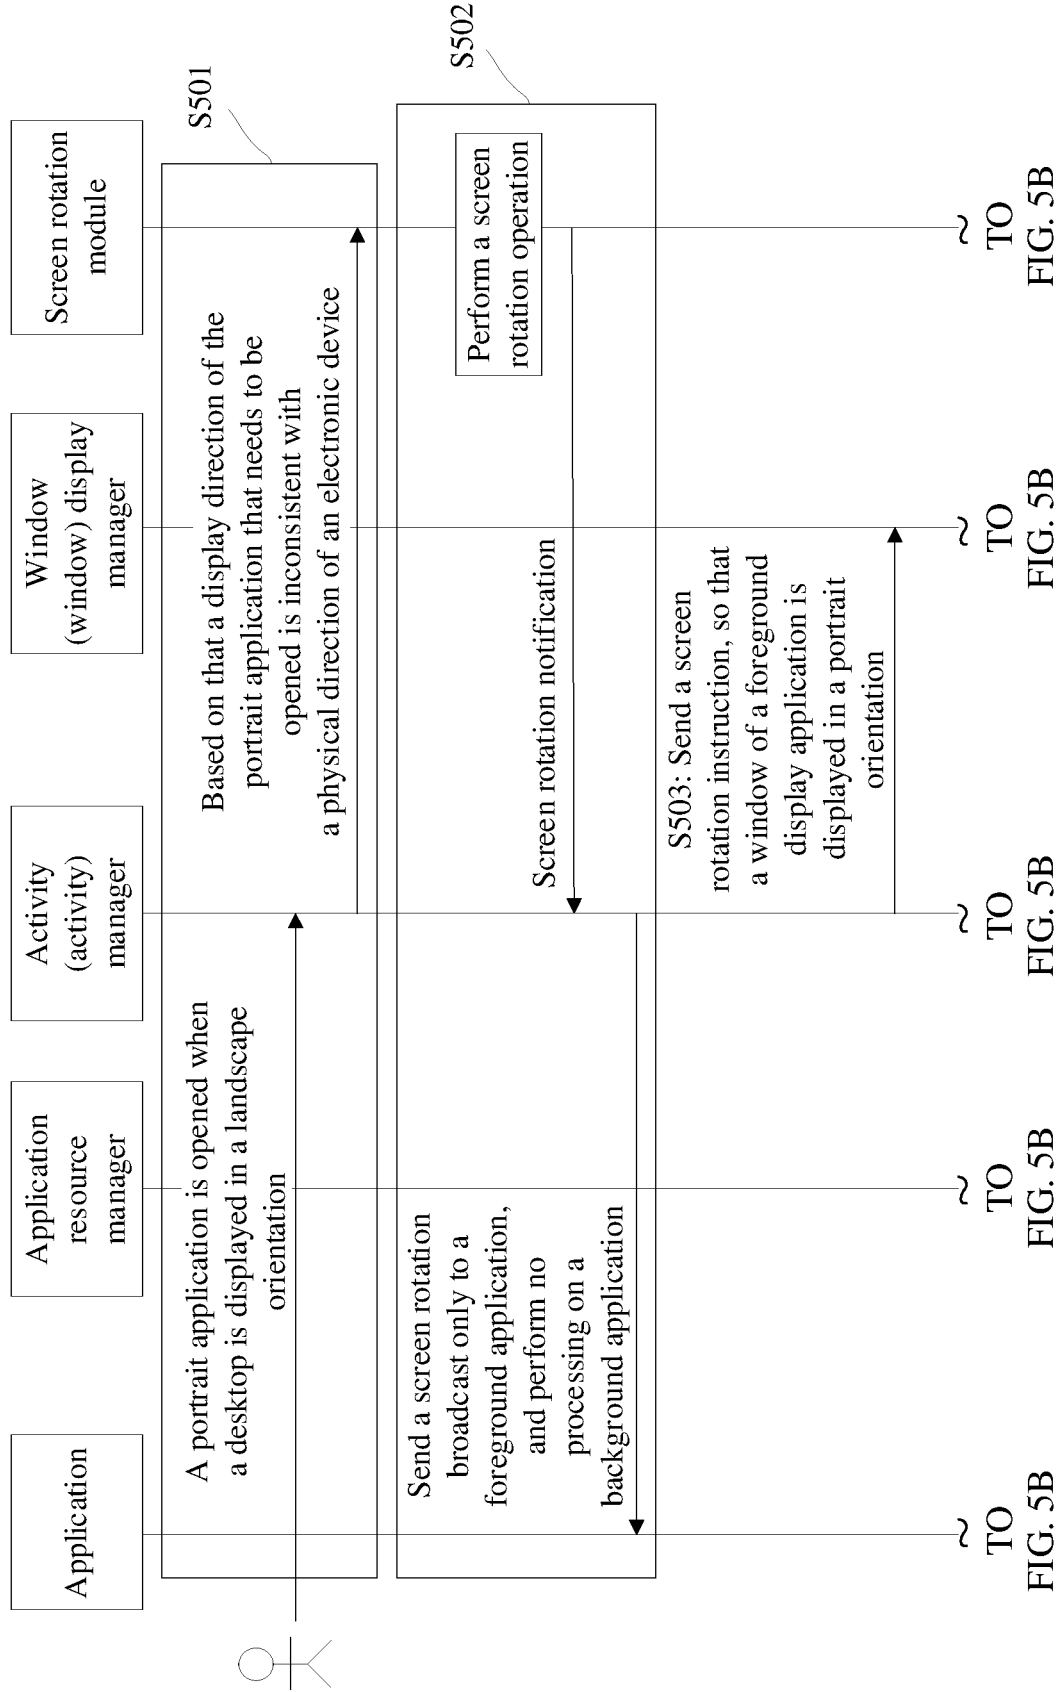 Application
Application
resource
manager
Activity
(activity)
manager
Window
(window) display
manager
Screen rotation
module
A portrait application is opened when
a desktop is displayed in a landscape
orientation
Based on that a display direction of the
portrait application that needs to be
opened is inconsistent with
a physical direction of an electronic device
S501
Send a screen rotation
broadcast only to a
foreground application,
and perform no
processing on a
background application
Screen rotation notification
Perform a screen
rotation operation
S502
S503: Send a screen
rotation instruction, so that
a window of a foreground
display application is
displayed in a portrait
orientation
TO
FIG. 5B
TO
FIG. 5B
TO
FIG. 5B
TO
FIG. 5B
TO
FIG. 5B